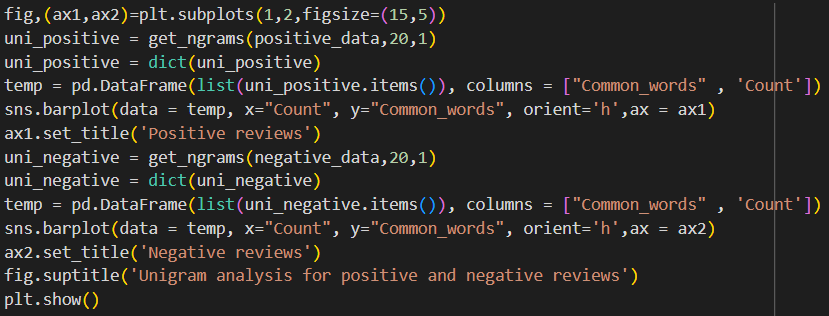 fig,(ax1,ax2)=plt.subplots(1,2,figsize=(15,5))
uni_positive = get_ngrams(positive_data,20,1)
uni_positive = dict(uni_positive)
temp = pd.DataFrame(list(uni_positive.items()), columns = ["Common_words" , 'Count'])
sns.barplot(data = temp, x="Count", y="Common_words", orient='h',ax = ax1)
ax1.set_title('Positive reviews')
uni_negative = get_ngrams(negative_data,20,1)
uni_negative = dict(uni_negative)
temp = pd.DataFrame(list(uni_negative.items()), columns = ["Common_words" , 'Count'])
sns.barplot(data = temp, x="Count", y="Common_words", orient='h',ax = ax2)
ax2.set_title('Negative reviews')
fig.suptitle('Unigram analysis for positive and negative reviews')
plt.show()